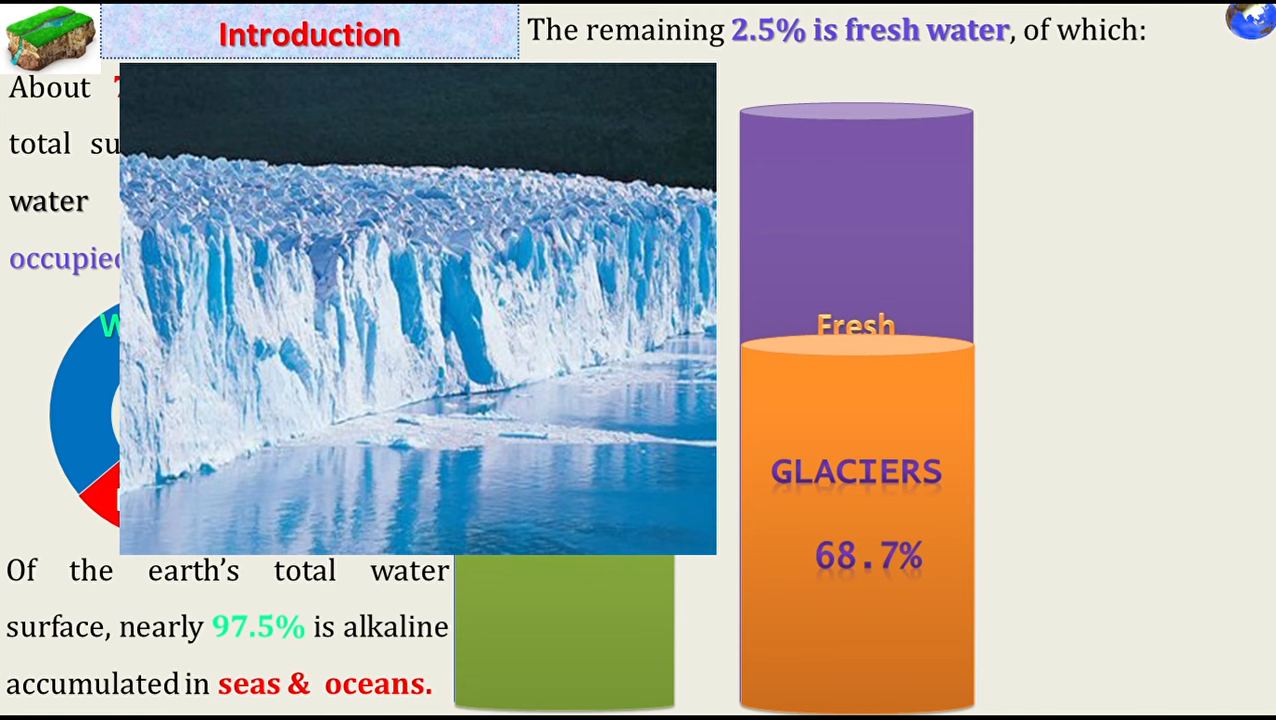 Introduction
The remaining 2.5% is fresh water, of which:
About
total su
water
occupied
Fresh
GLACIERS
68.7%
Of the earth's total water
surface, nearly 97.5% is alkaline
accumulated in seas & oceans.